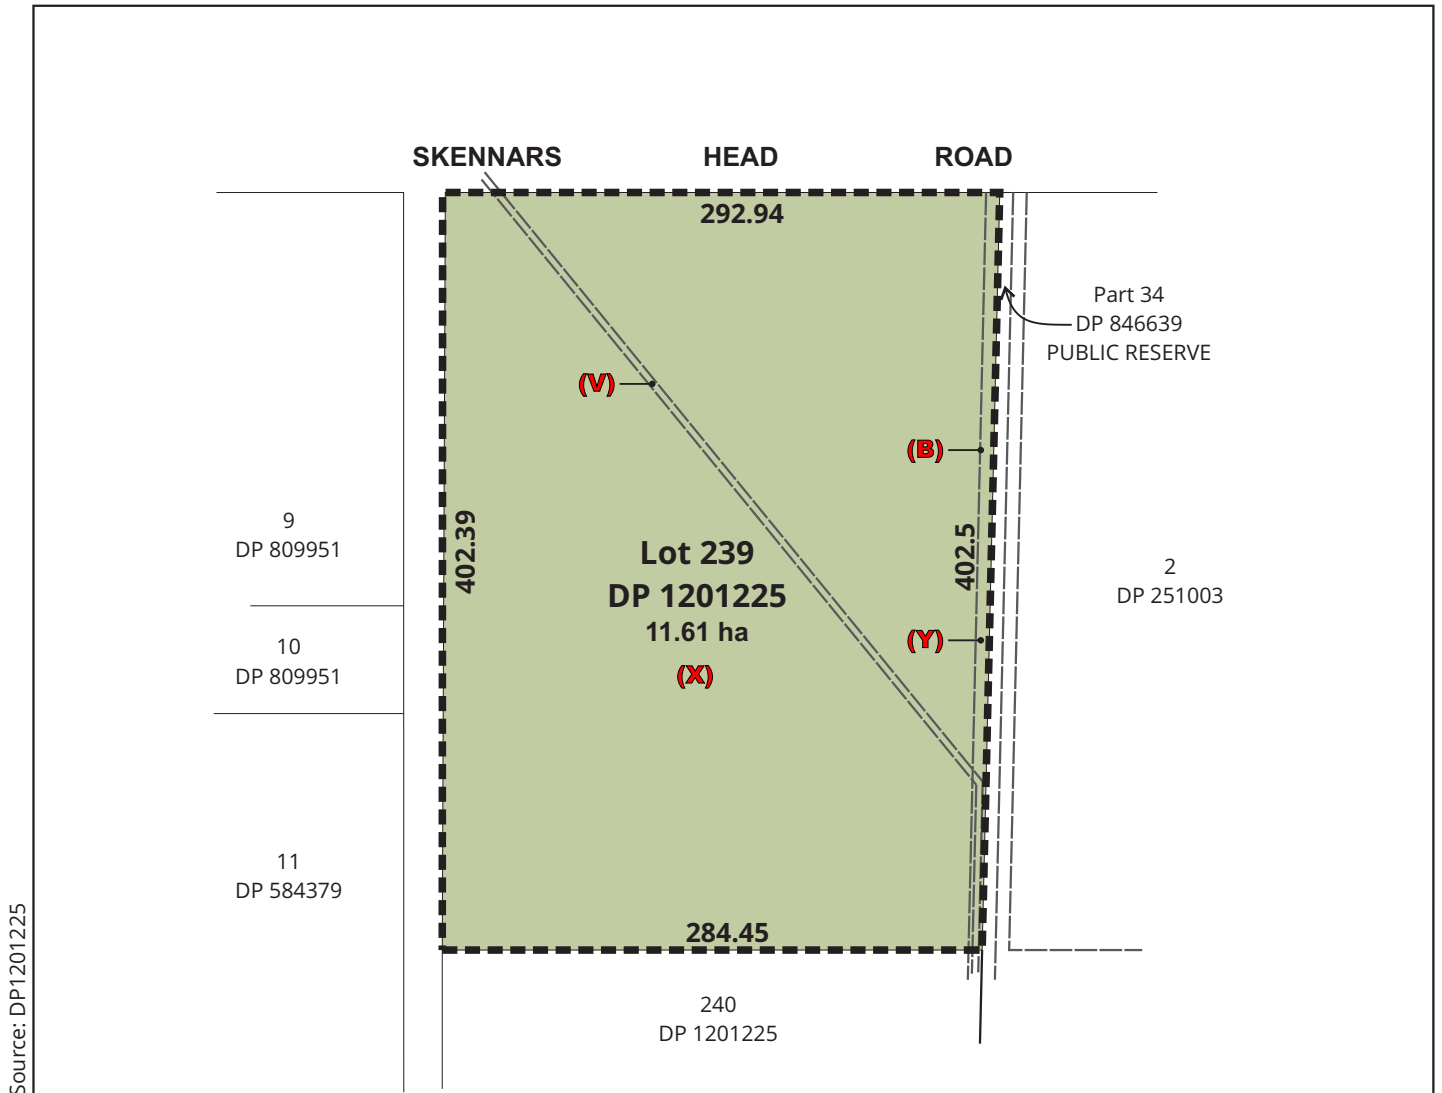 SKENNARS HEAD ROAD
292.94
Part 34
DP 846639
PUBLIC RESERVE
(V)
(B)
9
DP 809951
402.39
Lot 239
DP 1201225
11.61 ha
(X)
402.5
(Y)
2
DP 251003
10
DP 809951
11
DP 584379
284.45
240
DP 1201225
Source: DP1201225